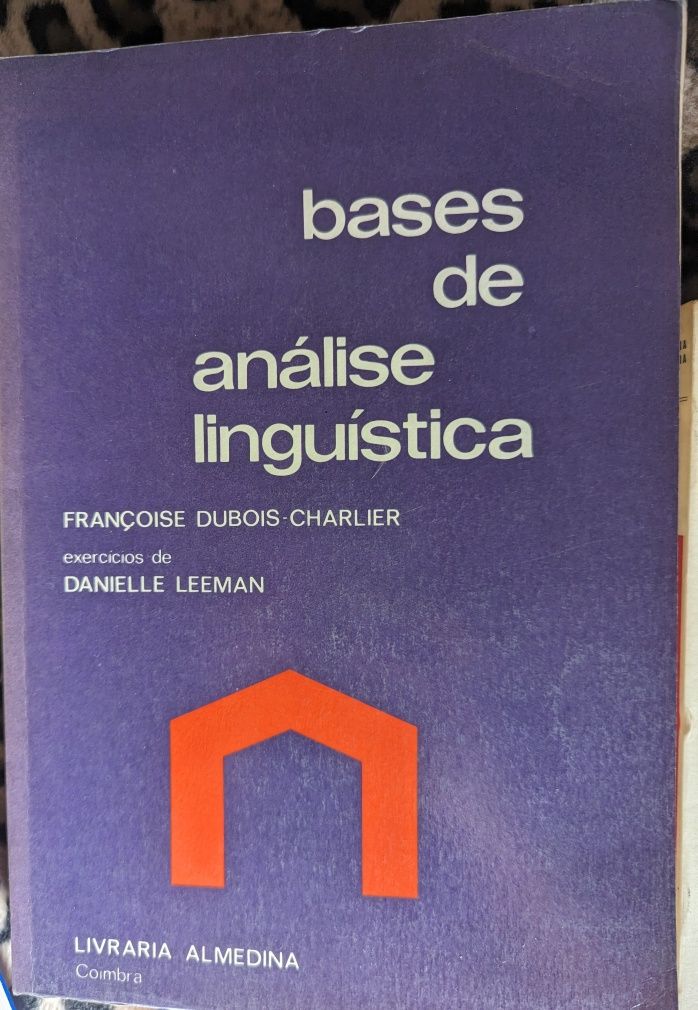 bases
de
análise
linguística
FRANÇOISE DUBOIS-CHARLIER
exercícios de
DANIELLE LEEMAN
LIVRARIA ALMEDINA
Coimbra